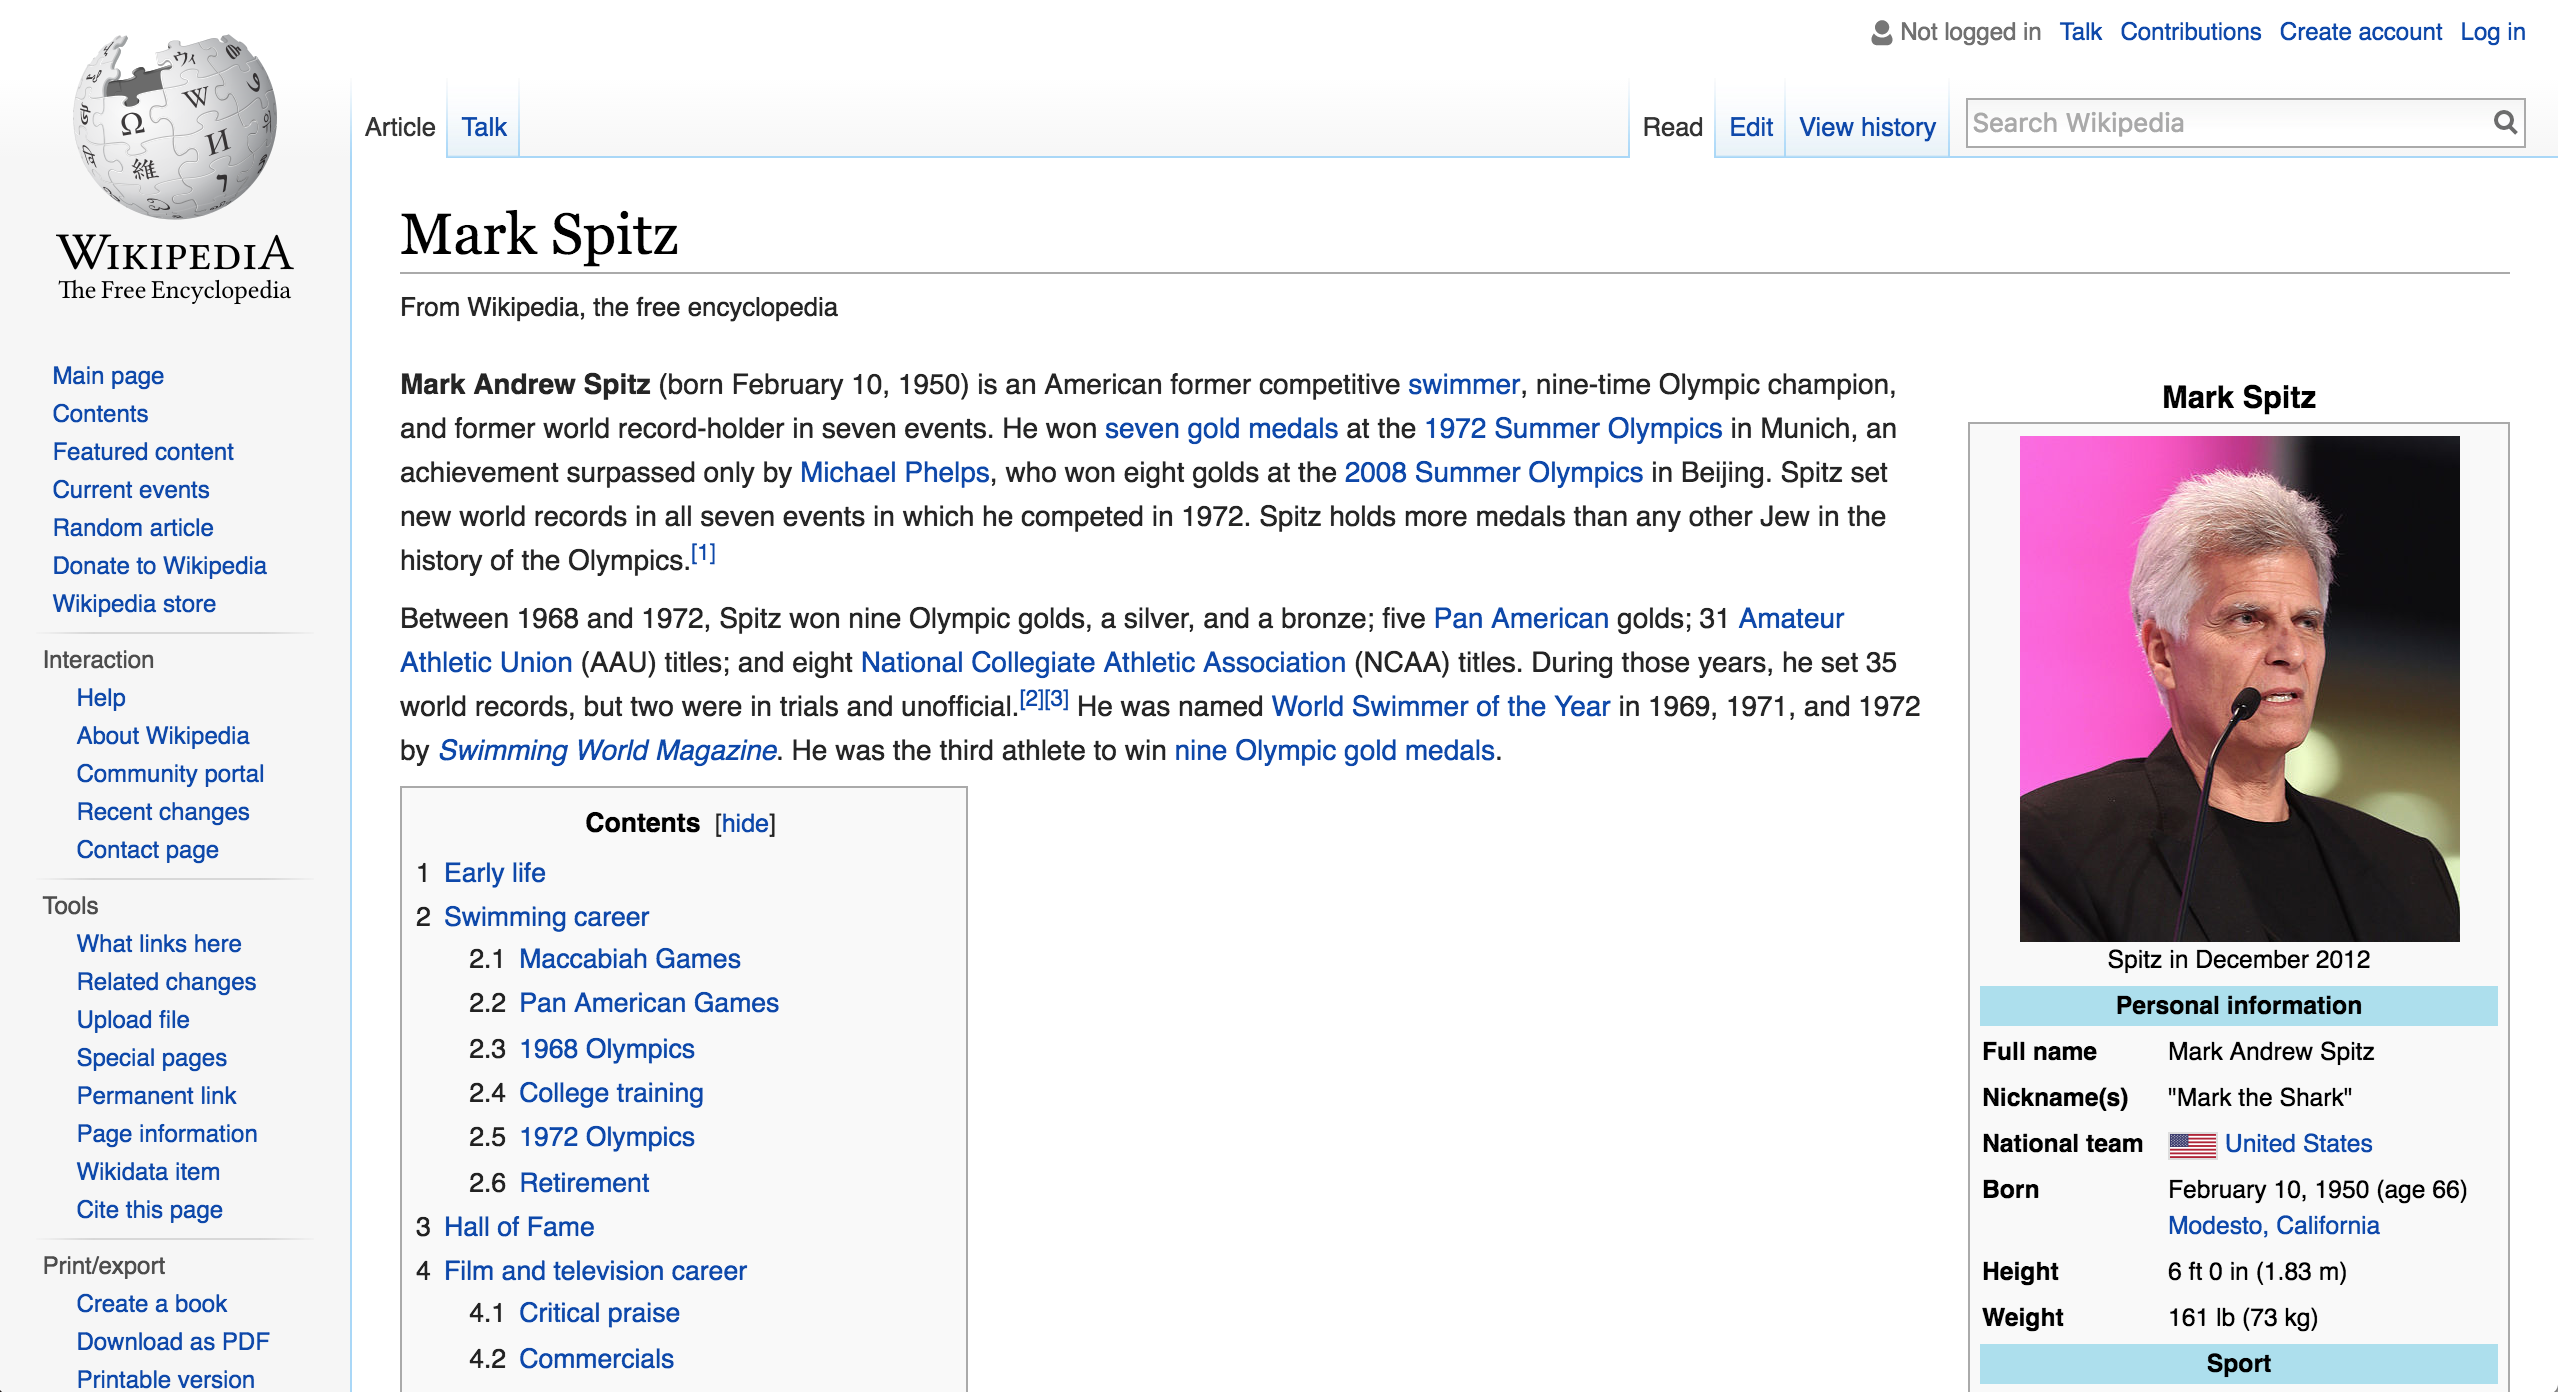 Not logged in Talk Contributions Create account Log in
Article Talk Read Edit View history Search Wikipedia
WIKIPEDIA
The Free Encyclopedia
Main page
Contents
Featured content
Current events
Random article
Donate to Wikipedia
Wikipedia store
Interaction
Help
About Wikipedia
Community portal
Recent changes
Contact page
Tools
What links here
Related changes
Upload file
Special pages
Permanent link
Page information
Wikidata item
Cite this page
Print/export
Create a book
Download as PDF
Printable version
Mark Spitz
From Wikipedia, the free encyclopedia
Mark Andrew Spitz (born February 10, 1950) is an American former competitive swimmer, nine-time Olympic champion,
and former world record-holder in seven events. He won seven gold medals at the 1972 Summer Olympics in Munich, an
achievement surpassed only by Michael Phelps, who won eight golds at the 2008 Summer Olympics in Beijing. Spitz set
new world records in all seven events in which he competed in 1972. Spitz holds more medals than any other Jew in the
history of the Olympics.[1]
Between 1968 and 1972, Spitz won nine Olympic golds, a silver, and a bronze; five Pan American golds; 31 Amateur
Athletic Union (AAU) titles; and eight National Collegiate Athletic Association (NCAA) titles. During those years, he set 35
world records, but two were in trials and unofficial.[2][3] He was named World Swimmer of the Year in 1969, 1971, and 1972
by Swimming World Magazine. He was the third athlete to win nine Olympic gold medals.
Contents [hide]
1 Early life
2 Swimming career
2.1 Maccabiah Games
2.2 Pan American Games
2.3 1968 Olympics
2.4 College training
2.5 1972 Olympics
2.6 Retirement
3 Hall of Fame
4 Film and television career
4.1 Critical praise
4.2 Commercials
Mark Spitz
Spitz in December 2012
Personal information
Full name Mark Andrew Spitz
Nickname(s) "Mark the Shark"
National team United States
Born February 10, 1950 (age 66)
Modesto, California
Height 6 ft 0 in (1.83 m)
Weight 161 lb (73 kg)
Sport